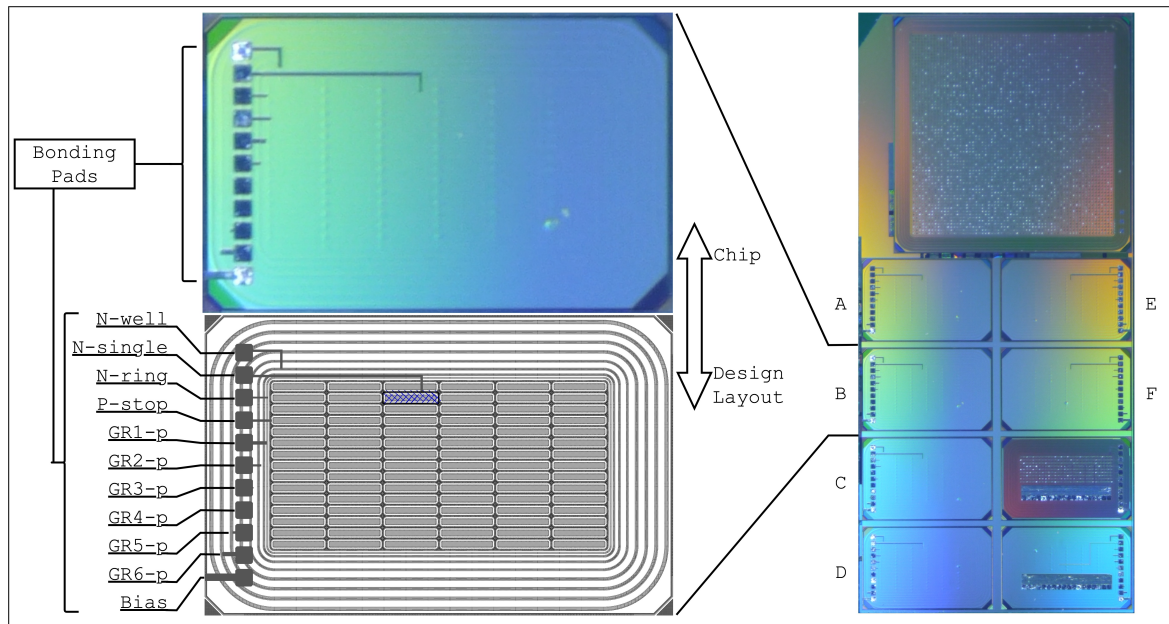 Bonding
Pads
N-well
N-single
N-ring
P-stop
GR1-p
GR2-p
GR3-p
GR4-p
GR5-p
GR6-p
Bias
Chip
Design
Layout
A
B
C
D
E
F